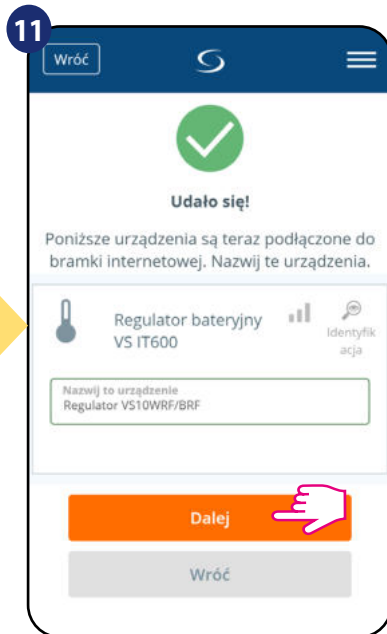 11
Wróć
Udało się!
Poniższe urządzenia są teraz podłączone do
bramki internetowej. Nazwij te urządzenia.
Regulator bateryjny
VS IT600
Identyfik
acja
Nazwij to urządzenie
Regulator VS10WRF/BRF
Dalej
Wróć